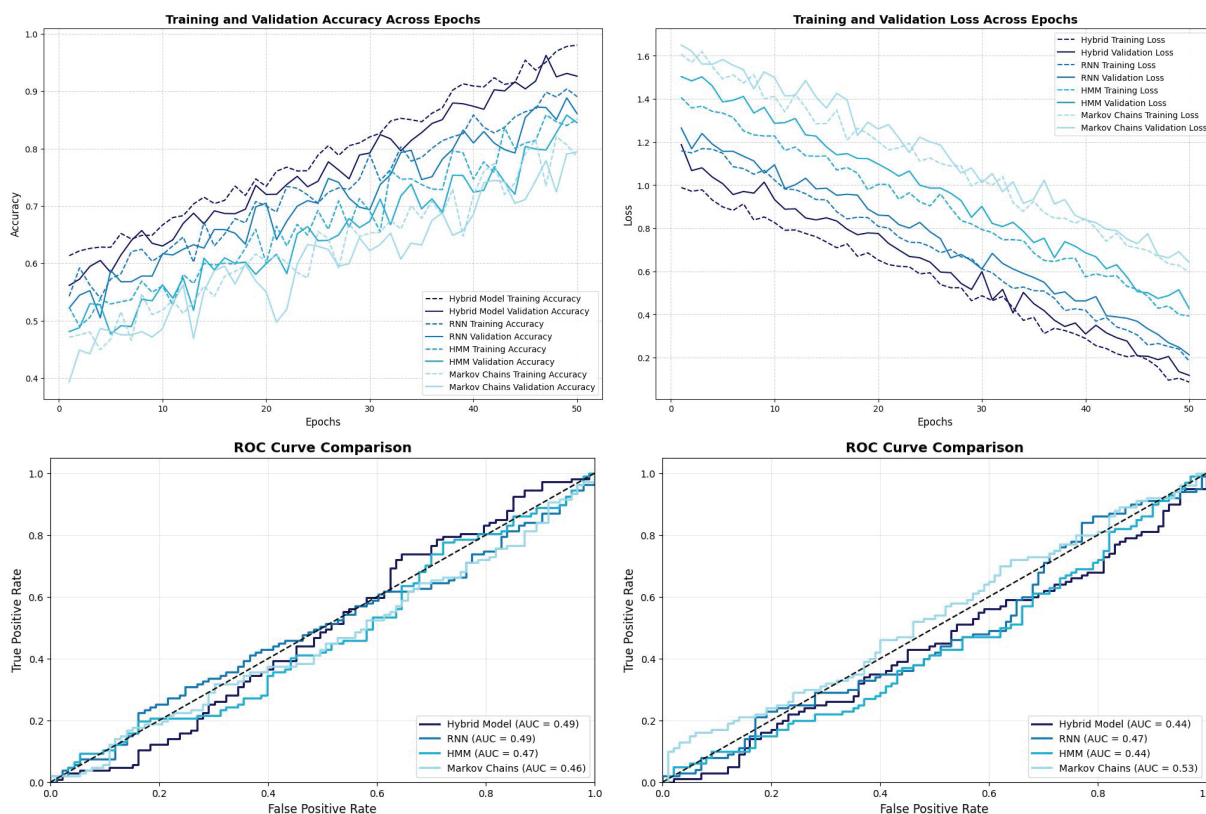 Training and Validation Accuracy Across Epochs
Accuracy
1.0
0.9
0.8
0.7
0.6
0.5
0.4
Hybrid Model Training Accuracy
Hybrid Model Validation Accuracy
RNN Training Accuracy
RNN Validation Accuracy
HMM Training Accuracy
HMM Validation Accuracy
Markov Chains Training Accuracy
Markov Chains Validation Accuracy
0 10 20 30 40 50
Epochs
Training and Validation Loss Across Epochs
Loss
1.6
1.4
1.2
1.0
0.8
0.6
0.4
0.2
Hybrid Training Loss
Hybrid Validation Loss
RNN Training Loss
RNN Validation Loss
HMM Training Loss
HMM Validation Loss
Markov Chains Training Loss
Markov Chains Validation Loss
0 10 20 30 40 50
Epochs
ROC Curve Comparison
True Positive Rate
1.0
0.8
0.6
0.4
0.2
0.0
Hybrid Model (AUC = 0.49)
RNN (AUC = 0.49)
HMM (AUC = 0.47)
Markov Chains (AUC = 0.46)
0.0 0.2 0.4 0.6 0.8 1.0
False Positive Rate
ROC Curve Comparison
True Positive Rate
1.0
0.8
0.6
0.4
0.2
0.0
Hybrid Model (AUC = 0.44)
RNN (AUC = 0.47)
HMM (AUC = 0.44)
Markov Chains (AUC = 0.53)
0.0 0.2 0.4 0.6 0.8 1.0
False Positive Rate